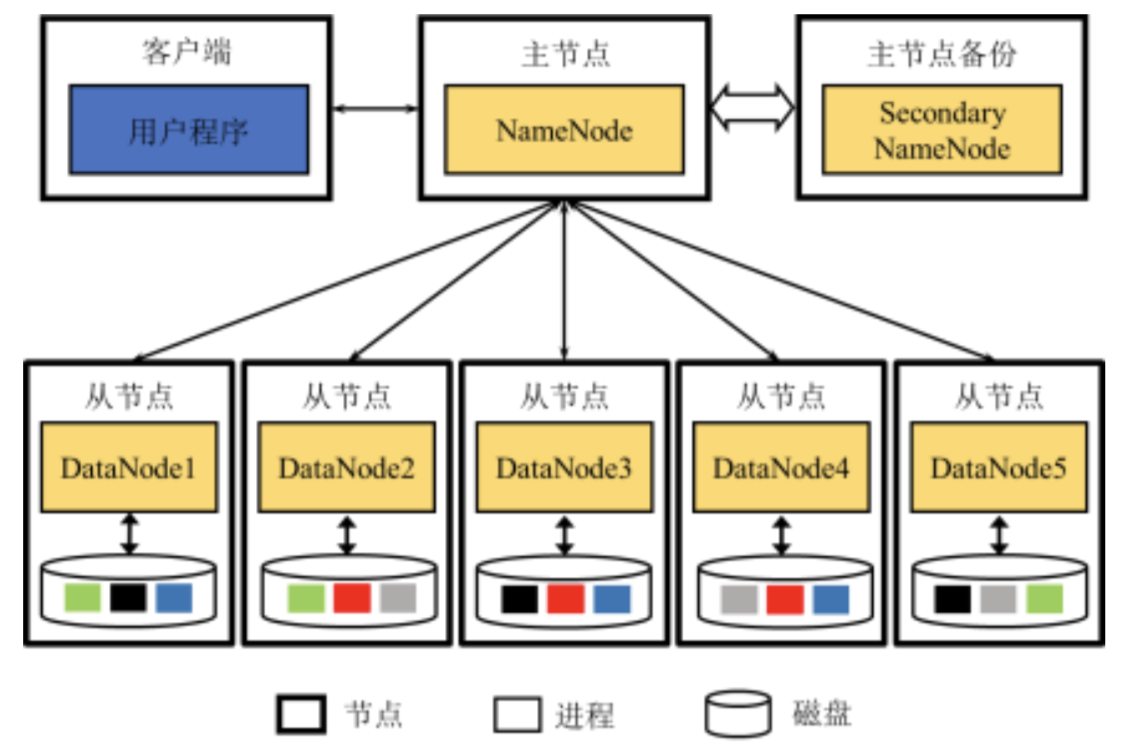 客户端
主节点
主节点备份
用户程序
NameNode
Secondary
NameNode
从节点
从节点
从节点
从节点
从节点
DataNode1
DataNode2
DataNode3
DataNode4
DataNode5
节点
进程
磁盘